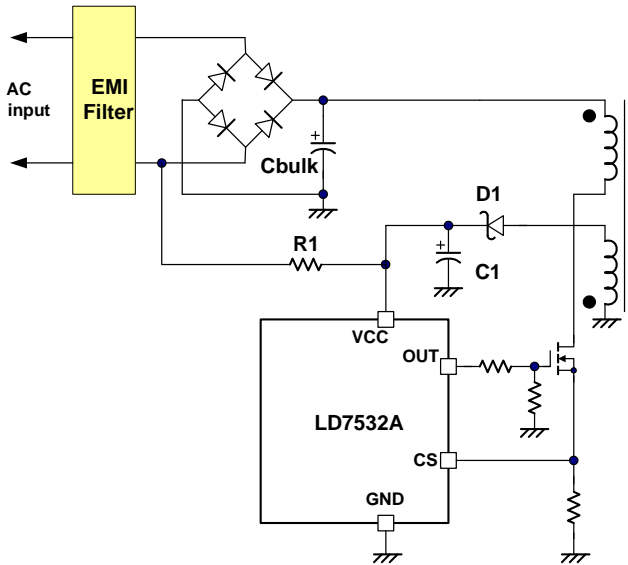 AC
input
EMI
Filter
+
Cbulk
D1
R1
+
C1
VCC
OUT
LD7532A
CS
GND